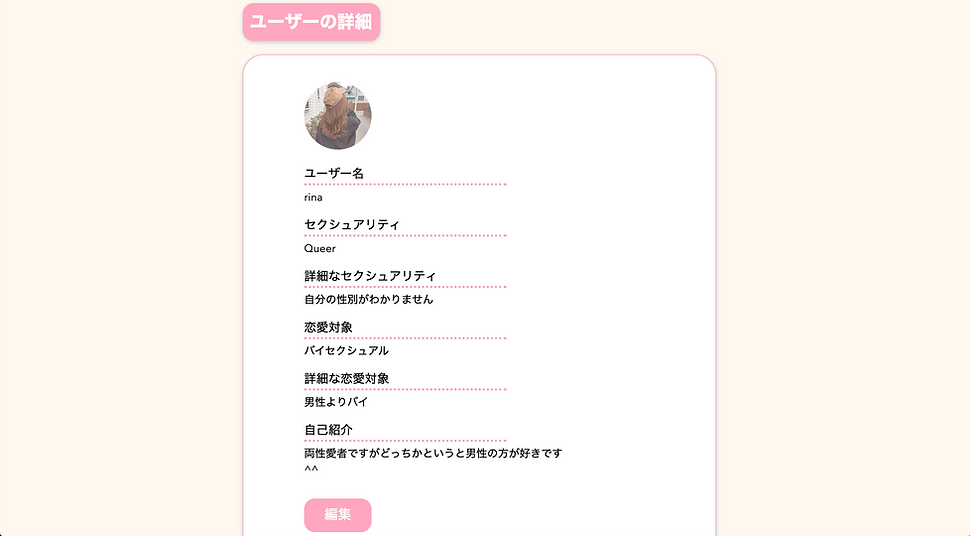 ユーザーの詳細
ユーザー名
rina
セクシュアリティ
Queer
詳細なセクシュアリティ
自分の性別がわかりません
恋愛対象
バイセクシュアル
詳細な恋愛対象
男性よりバイ
自己紹介
両性愛者ですがどっちかというと男性の方が好きです
^^
編集